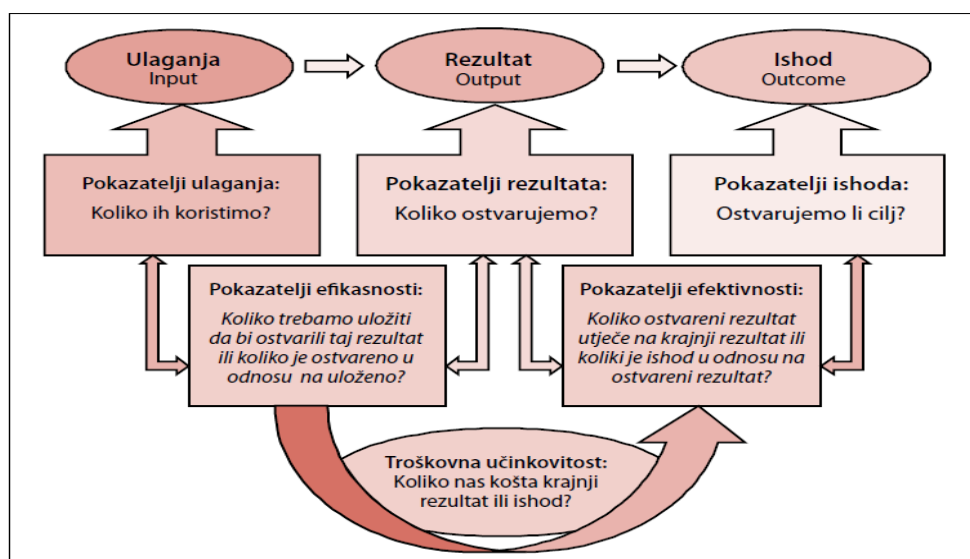 Ulaganja
Input
Rezultat
Output
Ishod
Outcome
Pokazatelji ulaganja:
Koliko ih koristimo?
Pokazatelji rezultata:
Koliko ostvarujemo?
Pokazatelji ishoda:
Ostvarujemo li cilj?
Pokazatelji efikasnosti:
Koliko trebamo uložiti
da bi ostvarili taj rezultat
ili koliko je ostvareno u
odnosu na uloženo?
Pokazatelji efektivnosti:
Koliko ostvareni rezultat
utječe na krajnji rezultat ili
koliki je ishod u odnosu na
ostvareni rezultat?
Troškovna učinkovitost:
Koliko nas košta krajnji
rezultat ili ishod?